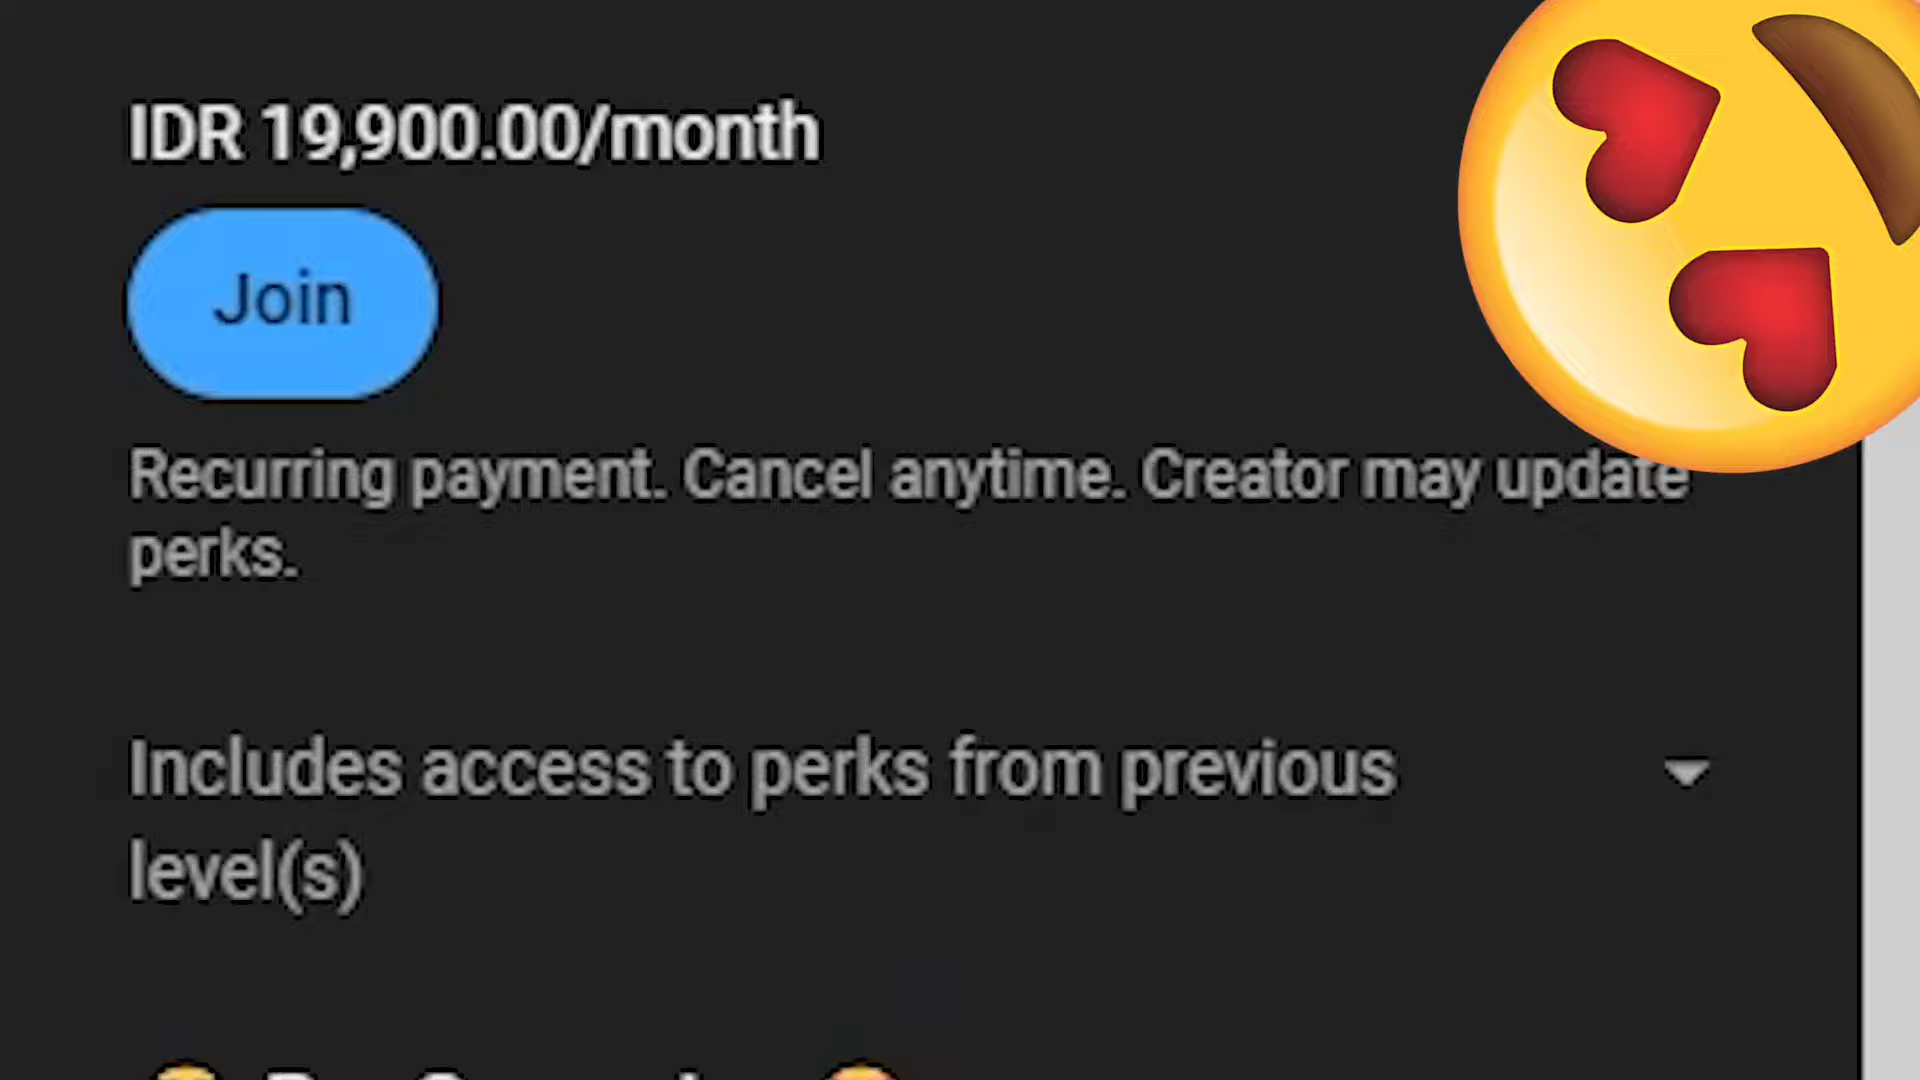 IDR 19,900.00/month
Join
Recurring payment. Cancel anytime. Creator may update
perks.
Includes access to perks from previous
level(s)